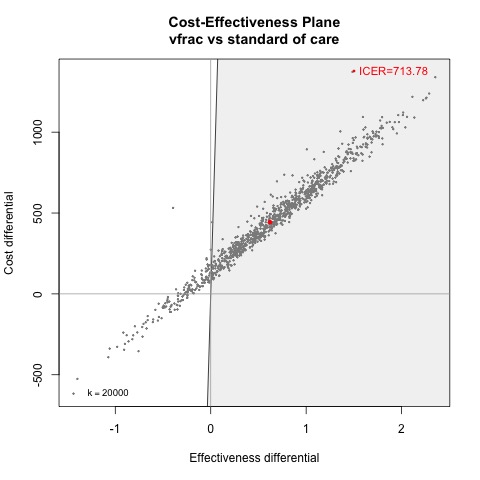 Cost-Effectiveness Plane
vfrac vs standard of care
ICER=713.78
1000
500
0
-500
Cost differential
k = 20000
-1 0 1 2
Effectiveness differential